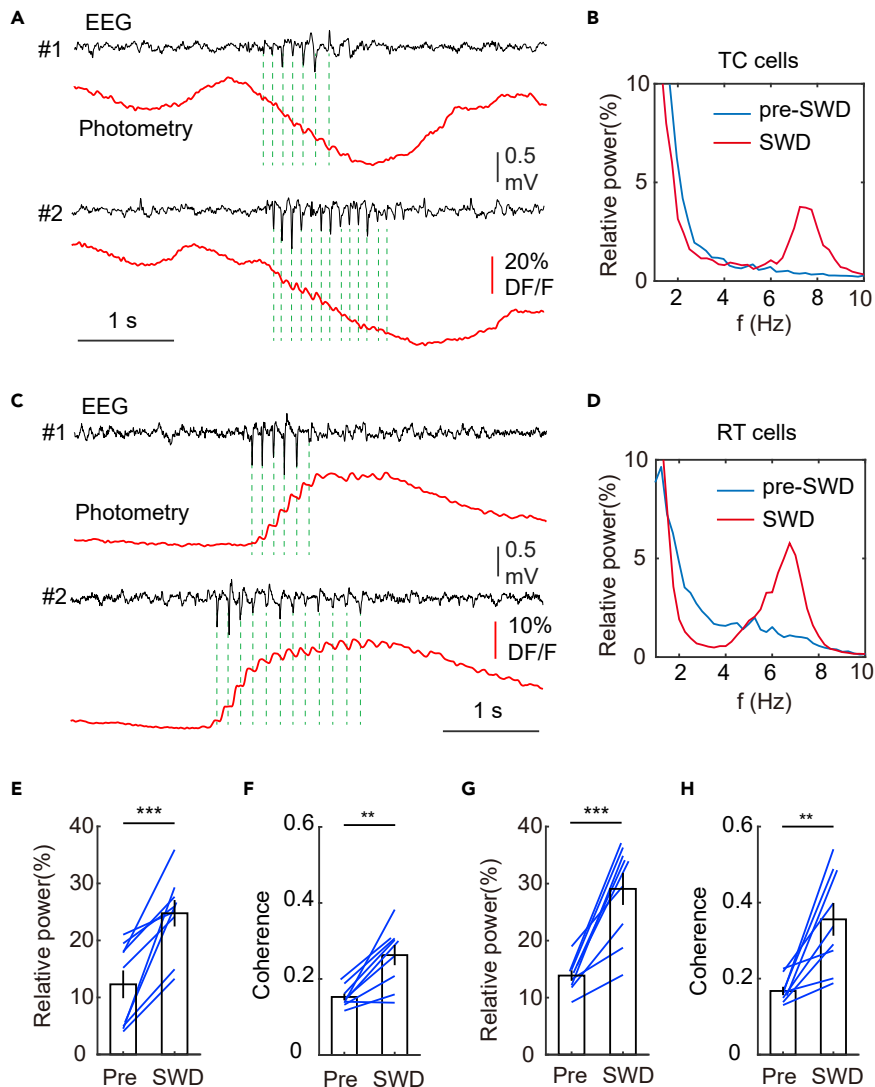 A
EEG
#1
Photometry
0.5
mV
#2
20%
DF/F
1 s
B
TC cells
Relative power(%)
10
5
0
pre-SWD
SWD
2
4
6
8
10
f (Hz)
C
EEG
#1
Photometry
0.5
mV
#2
10%
DF/F
1 s
D
RT cells
Relative power(%)
10
5
0
pre-SWD
SWD
2
4
6
8
10
f (Hz)
E
Relative power(%)
40
30
20
10
0
***
Pre
SWD
F
Coherence
0.6
0.4
0.2
0
**
Pre
SWD
G
Relative power(%)
40
30
20
10
0
***
Pre
SWD
H
Coherence
0.6
0.4
0.2
0
**
Pre
SWD